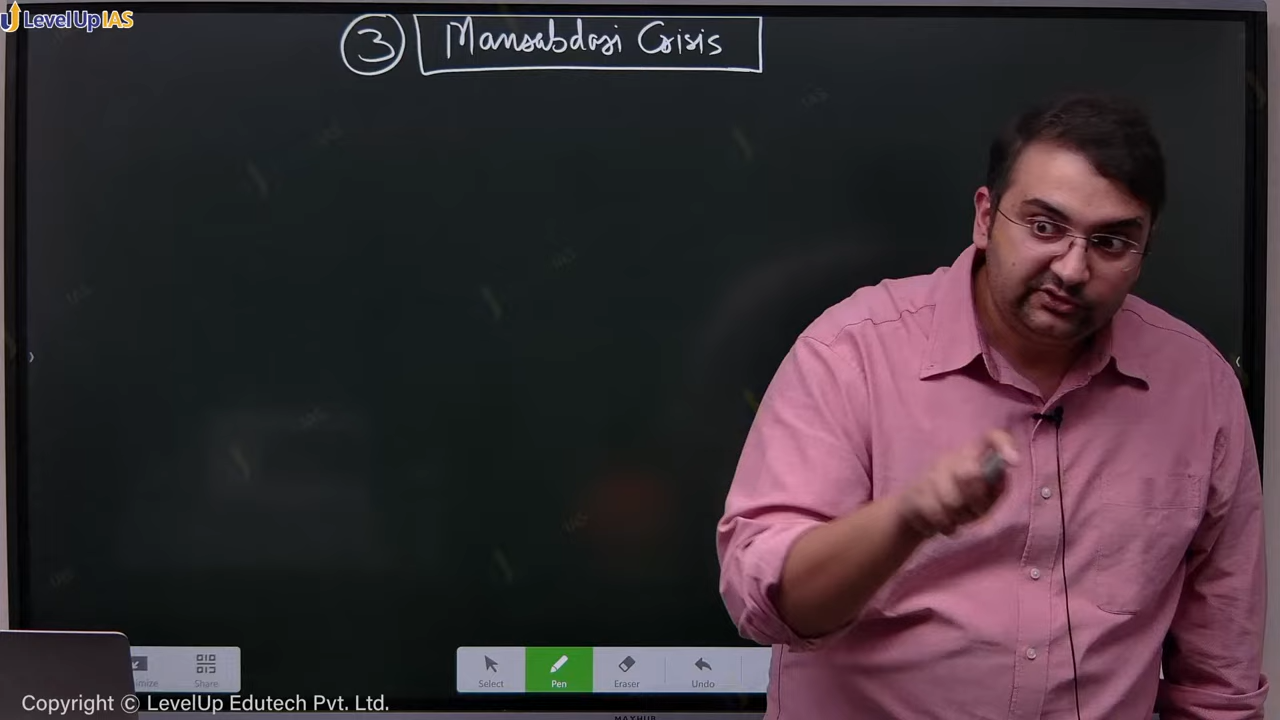 LevelUp IAS
3 Mansabdari Crisis
Share
Select Pen Eraser Undo
Copyright © LevelUp Edutech Pvt. Ltd.